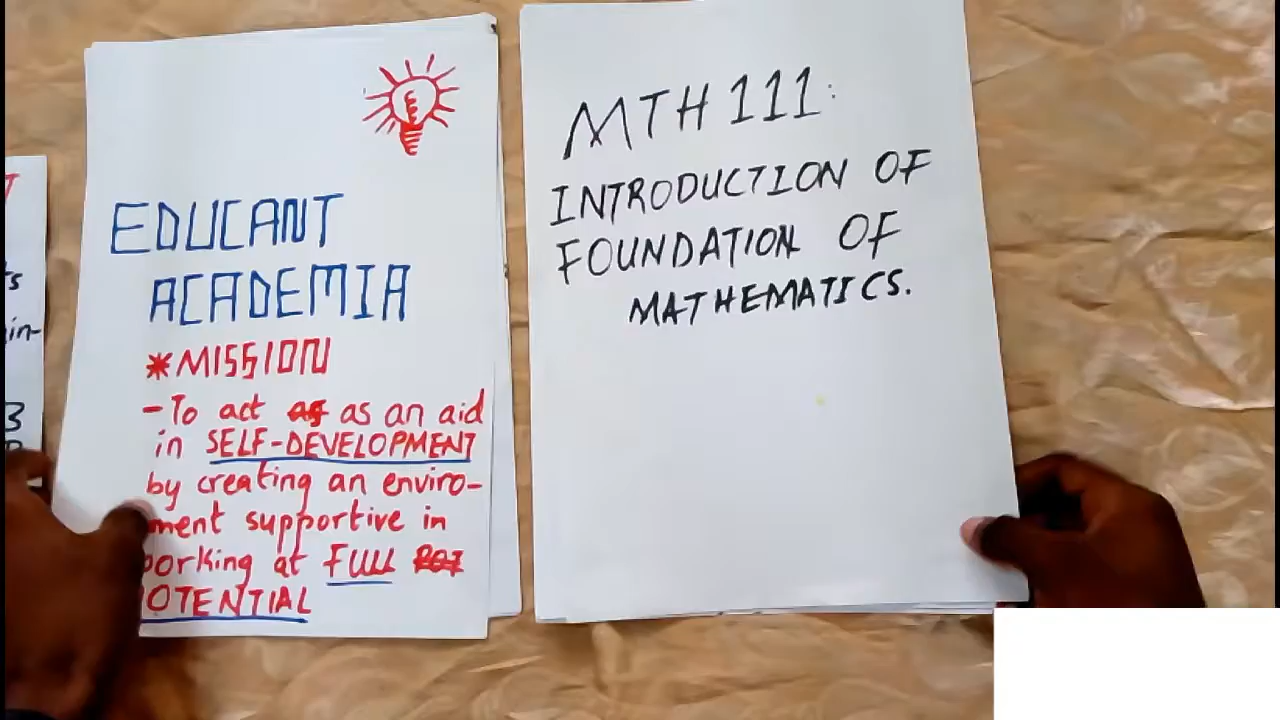 EDUCANT
ACADEMIA
*MISSION
-To act as an aid
in SELF-DEVELOPMENT
by creating an enviro-
ment supportive in
orking at FULL
OTENTIAL
MTH 111:
INTRODUCTION OF
FOUNDATION OF
MATHEMATICS.